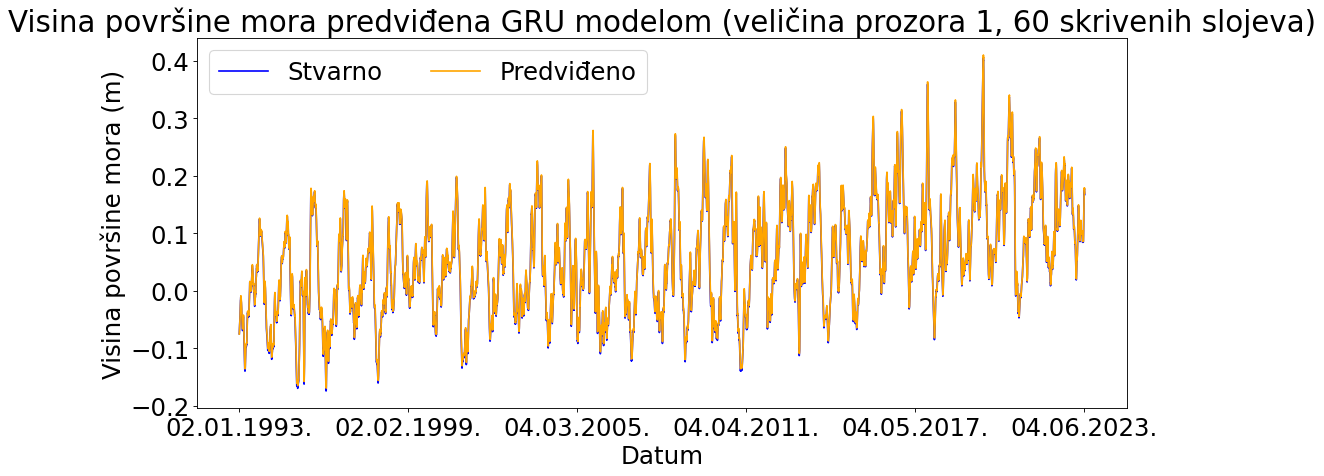 Visina površine mora predviđena GRU modelom (veličina prozora 1, 60 skrivenih slojeva)
Stvarno
Predviđeno
Visina površine mora (m)
0.4
0.3
0.2
0.1
0.0
−0.1
−0.2
02.01.1993.
02.02.1999.
04.03.2005.
04.04.2011.
04.05.2017.
04.06.2023.
Datum